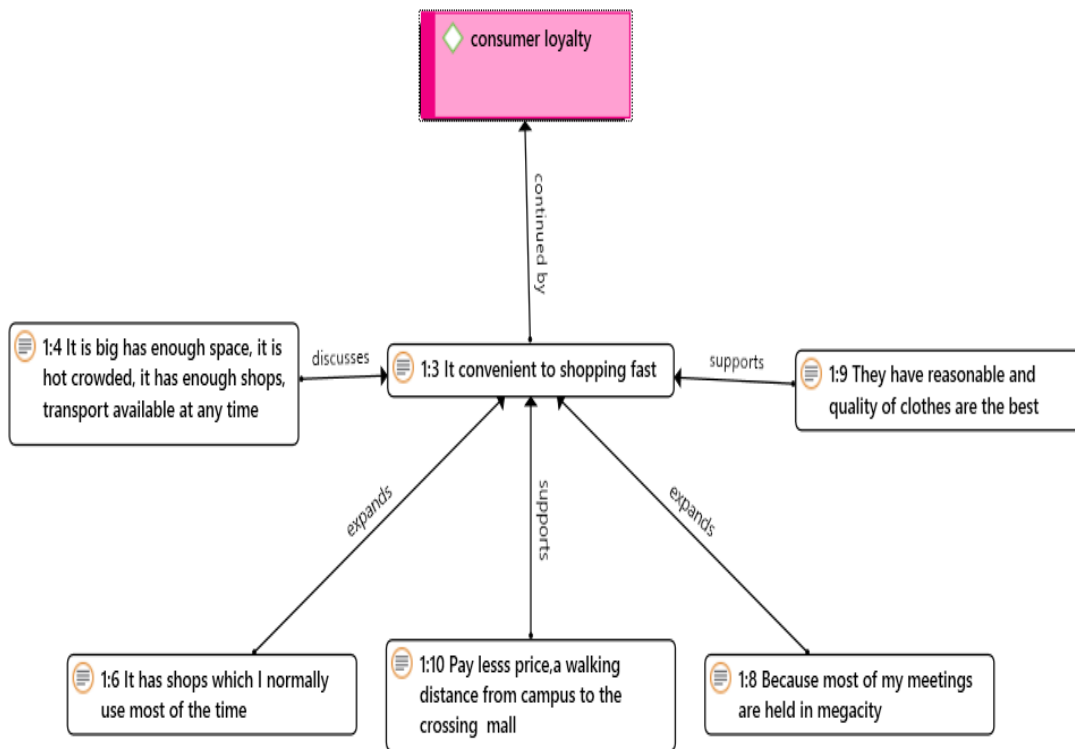 consumer loyalty
continued by
1:4 It is big has enough space, it is
hot crowded, it has enough shops,
transport available at any time
discusses
1:3 It convenient to shopping fast
supports
1:9 They have reasonable and
quality of clothes are the best
expands
supports
expands
1:6 It has shops which I normally
use most of the time
1:10 Pay lesss price,a walking
distance from campus to the
crossing mall
1:8 Because most of my meetings
are held in megacity